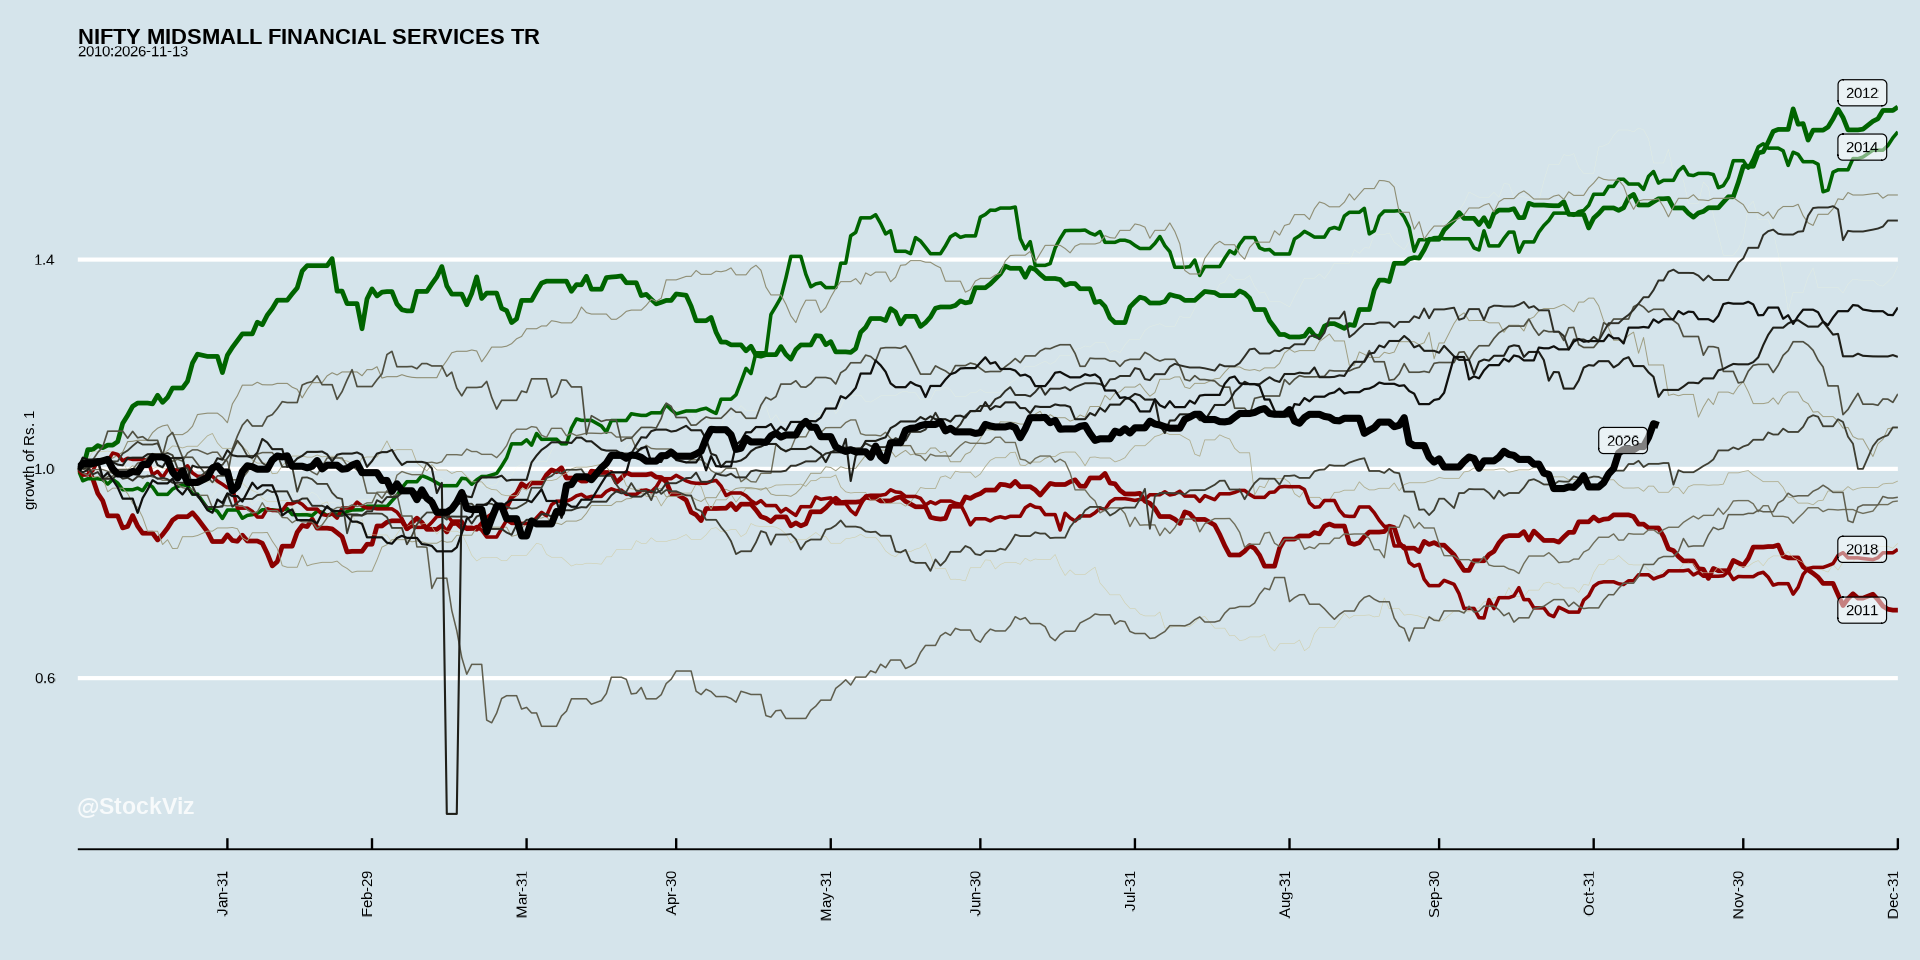 NIFTY MIDSMALL FINANCIAL SERVICES TR
2010:2026-11-13
2012
2014
1.4
growth of Rs. 1
2026
1.0
2018
2011
0.6
@StockViz
Jan-31
Feb-29
Mar-31
Apr-30
May-31
Jun-30
Jul-31
Aug-31
Sep-30
Oct-31
Nov-30
Dec-31